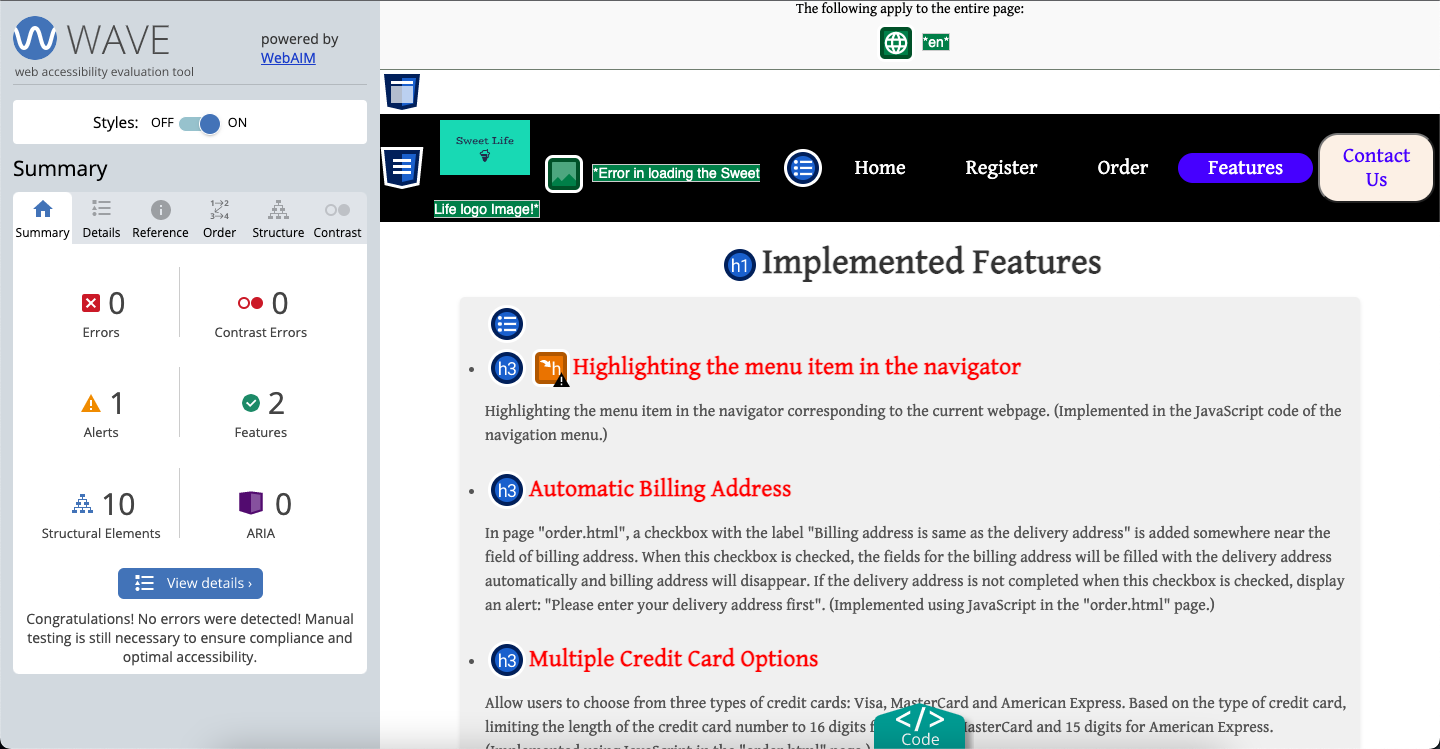 WAVE
web accessibility evaluation tool
powered by
WebAIM
Styles: OFF ON
Summary
Summary Details Reference Order Structure Contrast
0
Errors
0
Contrast Errors
1
Alerts
2
Features
10
Structural Elements
0
ARIA
View details ›
Congratulations! No errors were detected! Manual
testing is still necessary to ensure compliance and
optimal accessibility.
The following apply to the entire page:
*en*
Sweet Life
*Error in loading the Sweet
Life logo Image!*
Home Register Order Features Contact
Us
h1 Implemented Features
h3 h Highlighting the menu item in the navigator
Highlighting the menu item in the navigator corresponding to the current webpage. (Implemented in the JavaScript code of the
navigation menu.)
h3 Automatic Billing Address
In page "order.html", a checkbox with the label "Billing address is same as the delivery address" is added somewhere near the
field of billing address. When this checkbox is checked, the fields for the billing address will be filled with the delivery address
automatically and billing address will disappear. If the delivery address is not completed when this checkbox is checked, display
an alert: "Please enter your delivery address first". (Implemented using JavaScript in the "order.html" page.)
h3 Multiple Credit Card Options
Allow users to choose from three types of credit cards: Visa, MasterCard and American Express. Based on the type of credit card,
limiting the length of the credit card number to 16 digits MasterCard and 15 digits for American Express.
(Implemented using JavaScript in the "order.html" page.)
</> Code